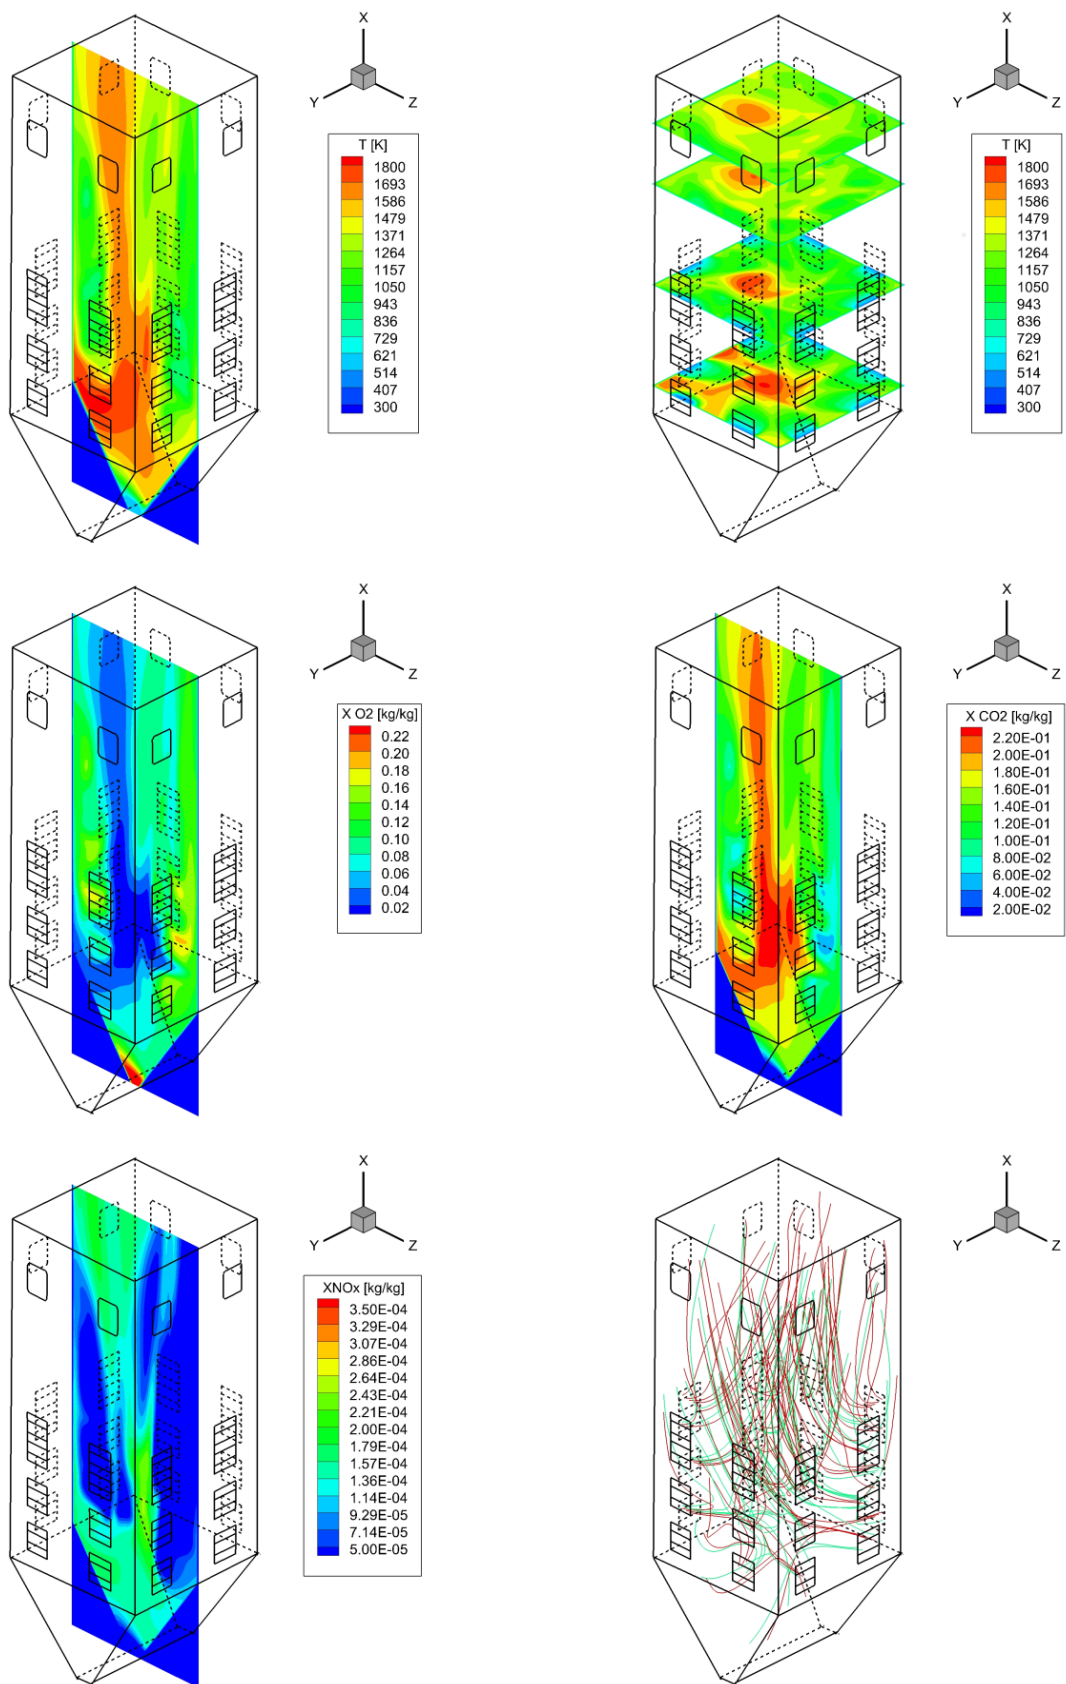 X
Y
Z
T [K]
1800
1693
1586
1479
1371
1264
1157
1050
943
836
729
621
514
407
300
X
Y
Z
T [K]
1800
1693
1586
1479
1371
1264
1157
1050
943
836
729
621
514
407
300
X
Y
Z
X O2 [kg/kg]
0.22
0.20
0.18
0.16
0.14
0.12
0.10
0.08
0.06
0.04
0.02
X
Y
Z
X CO2 [kg/kg]
2.20E-01
2.00E-01
1.80E-01
1.60E-01
1.40E-01
1.20E-01
1.00E-01
8.00E-02
6.00E-02
4.00E-02
2.00E-02
X
Y
Z
XNOx [kg/kg]
3.50E-04
3.29E-04
3.07E-04
2.86E-04
2.64E-04
2.43E-04
2.21E-04
2.00E-04
1.79E-04
1.57E-04
1.36E-04
1.14E-04
9.29E-05
7.14E-05
5.00E-05
X
Y
Z